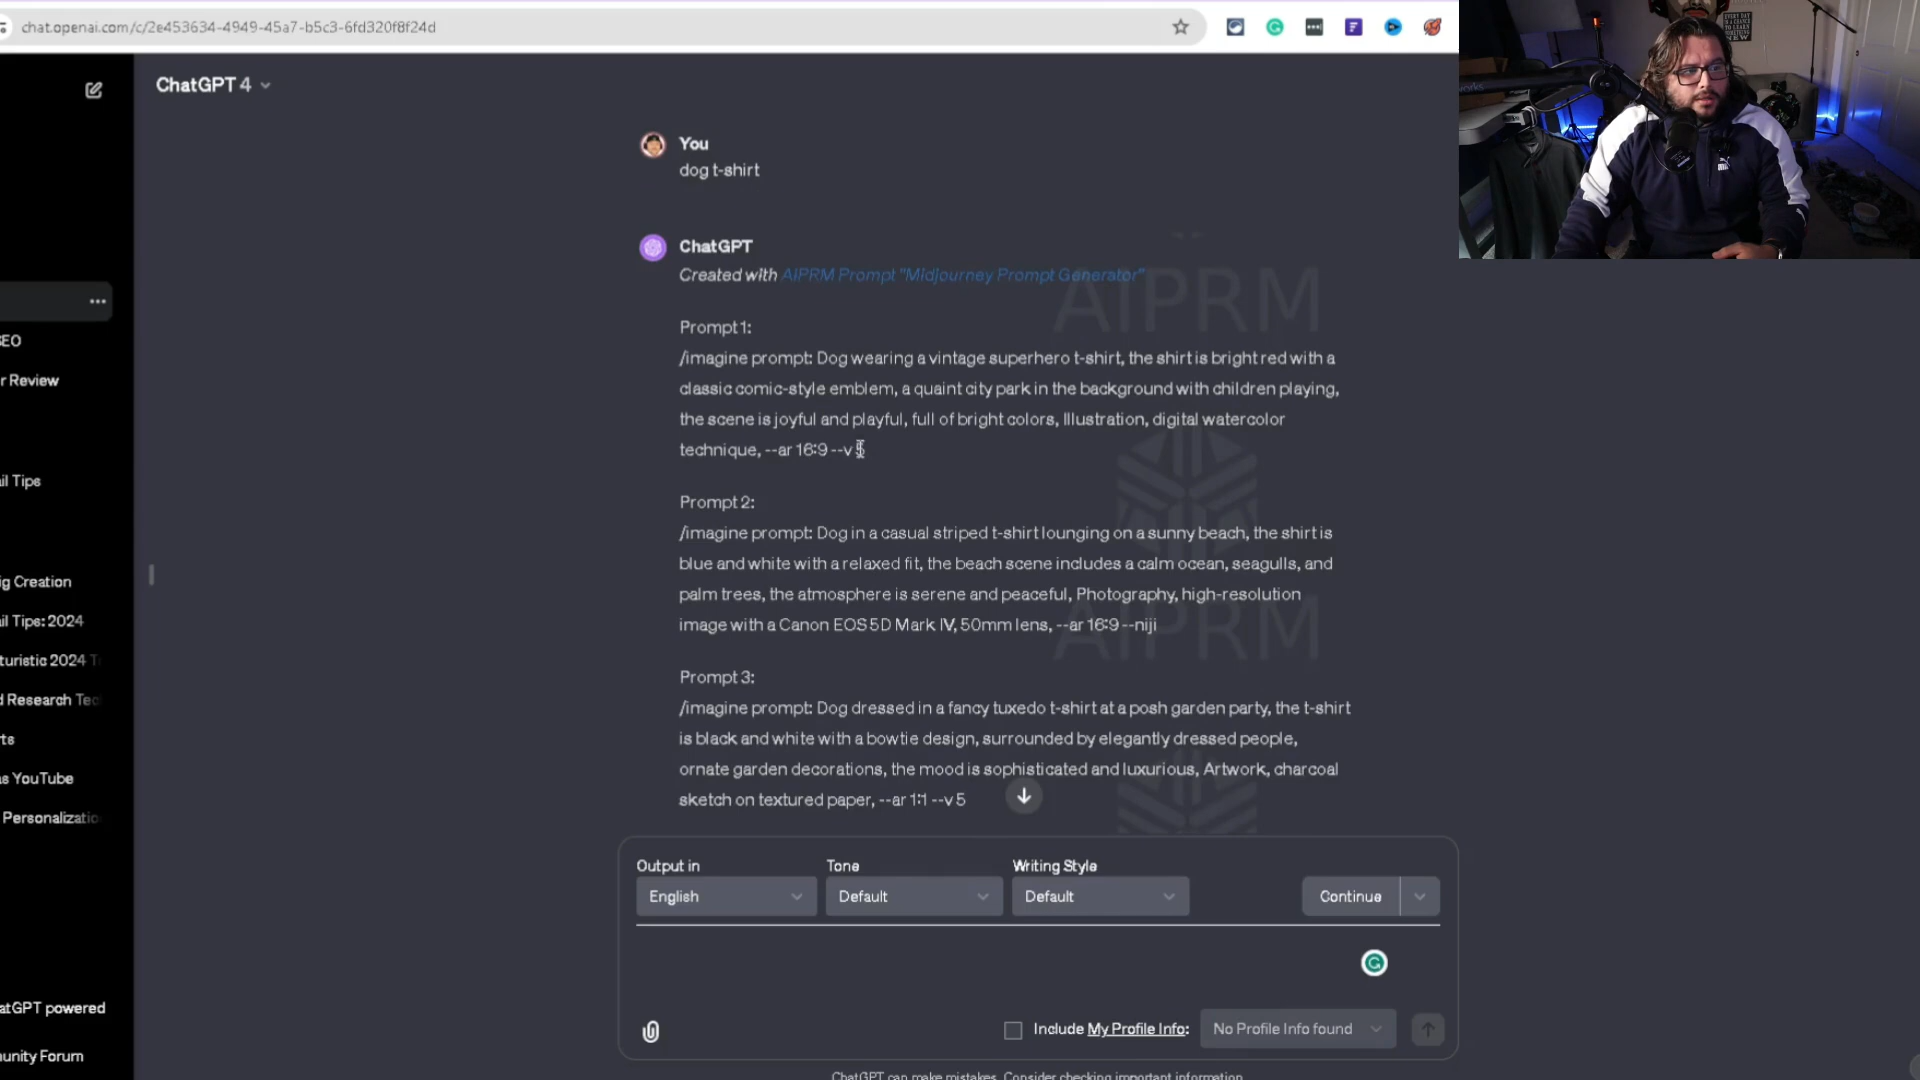 chat.openai.com/c/2e453634-4949-45a7-b5c3-6fd320f8f24d
ChatGPT 4
You
dog t-shirt
ChatGPT
Created with AIPRM Prompt "Midjourney Prompt Generator"
AIPRM
Prompt 1:
/imagine prompt: Dog wearing a vintage superhero t-shirt, the shirt is bright red with a
classic comic-style emblem, a quaint city park in the background with children playing,
the scene is joyful and playful, full of bright colors, Illustration, digital watercolor
technique, --ar 16:9 --v 5
Prompt 2:
/imagine prompt: Dog in a casual striped t-shirt lounging on a sunny beach, the shirt is
blue and white with a relaxed fit, the beach scene includes a calm ocean, seagulls, and
palm trees, the atmosphere is serene and peaceful, Photography, high-resolution
image with a Canon EOS 5D Mark IV, 50mm lens, --ar 16:9 --niji
AIPRM
Prompt 3:
/imagine prompt: Dog dressed in a fancy tuxedo t-shirt at a posh garden party, the t-shirt
is black and white with a bowtie design, surrounded by elegantly dressed people,
ornate garden decorations, the mood is sophisticated and luxurious, Artwork, charcoal
sketch on textured paper, --ar 1:1 --v 5
SEO
r Review
il Tips
ig Creation
il Tips: 2024
turistic 2024 T
d Research Tec
ts
as YouTube
Personalizatio
atGPT powered
unity Forum
Output in
Tone
Writing Style
English
Default
Default
Continue
Include My Profile Info:
No Profile Info found
ChatGPT can make mistakes. Consider checking important information.